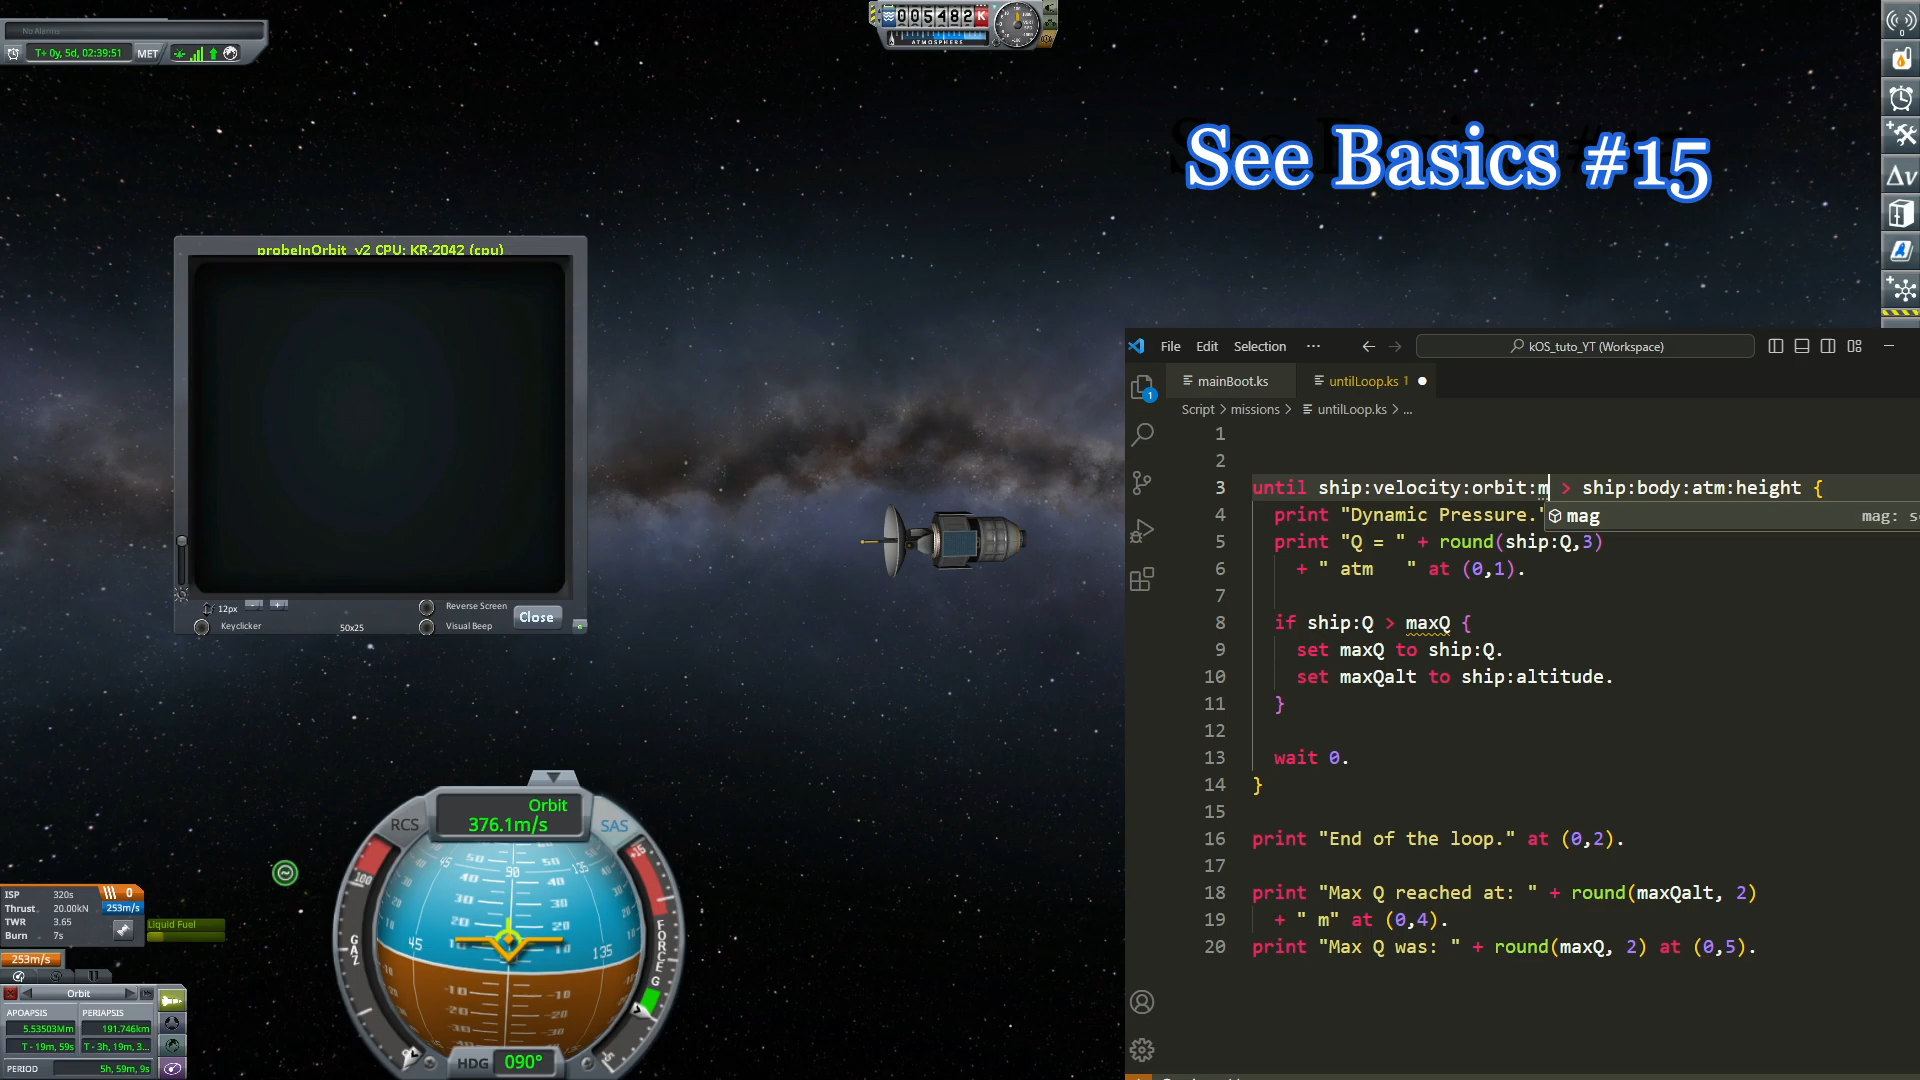 No Alarms
T+ 0y, 5d, 02:39:51 MET
005482 K
ATMOSPHERE
See Basics #15
Δv
probeInOrbit_v2 CPU: KR-2042 (cpu)
12px - +
Reverse Screen
Keyclicker
50x25
Visual Beep
Close
File Edit Selection ··· kOS_tuto_YT (Workspace)
mainBoot.ks untilLoop.ks 1
Script > missions > untilLoop.ks > ...
1
2
3 until ship:velocity:orbit:m > ship:body:atm:height {
4 print "Dynamic Pressure."
mag mag: s
5 print "Q = " + round(ship:Q,3)
6 + " atm   " at (0,1).
7
8 if ship:Q > maxQ {
9 set maxQ to ship:Q.
10 set maxQalt to ship:altitude.
11 }
12
13 wait 0.
14 }
15
16 print "End of the loop." at (0,2).
17
18 print "Max Q reached at: " + round(maxQalt, 2)
19 + " m" at (0,4).
20 print "Max Q was: " + round(maxQ, 2) at (0,5).
Orbit
376.1m/s
RCS SAS
GAZ
FORCE G
HDG 090°
ISP 320s
Thrust 20.00kN
TWR 3.65
Burn 7s
0
253m/s
Liquid Fuel
253m/s
Orbit
APOAPSIS PERIAPSIS
5.53503Mm 191.746km
T - 19m, 59s T - 3h, 19m, 3...
PERIOD 5h, 59m, 9s